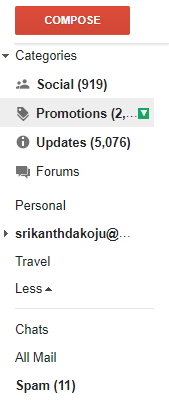 COMPOSE
Categories
Social (919)
Promotions (2,...
Updates (5,076)
Forums
Personal
srikanthdakoju@...
Travel
Less
Chats
All Mail
Spam (11)